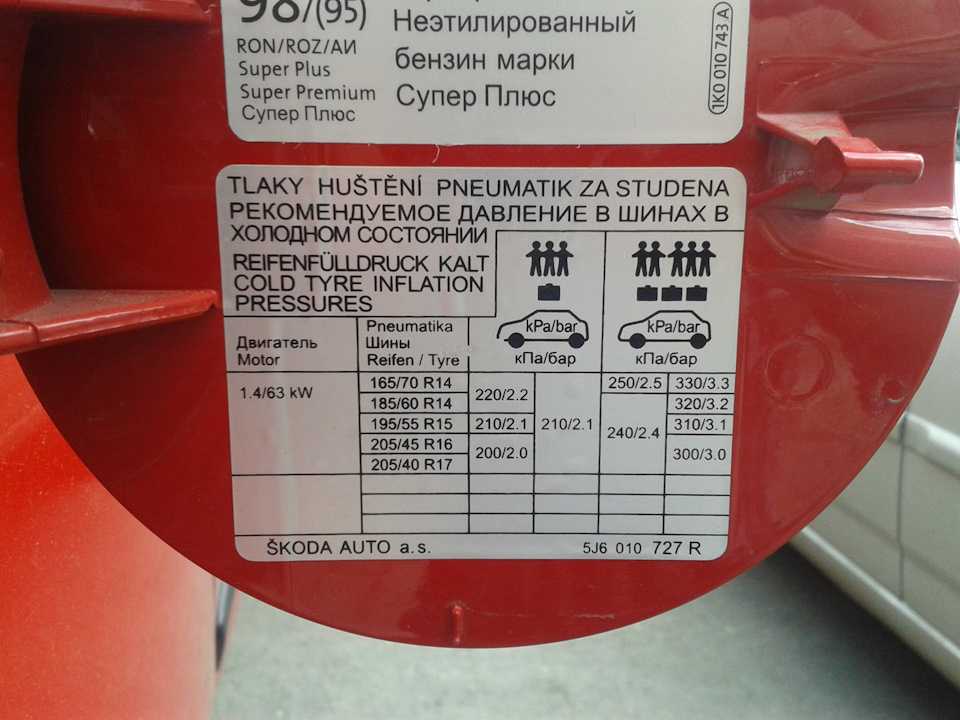 98/(95)
RON/ROZ/АИ
Super Plus
Super Premium
Супер Плюс
Неэтилированный
бензин марки
Супер Плюс
1K0 010 743 A
TLAKY HUŠTĚNÍ PNEUMATIK ZA STUDENA
РЕКОМЕНДУЕМОЕ ДАВЛЕНИЕ В ШИНАХ В
ХОЛОДНОМ СОСТОЯНИИ
REIFENFÜLLDRUCK KALT
COLD TYRE INFLATION
PRESSURES
kPa/bar kPa/bar
кПа/бар кПа/бар
Двигатель
Motor
Pneumatika
Шины
Reifen / Tyre
1.4/63 kW
165/70 R14
185/60 R14
195/55 R15
205/45 R16
205/40 R17
220/2.2
210/2.1
200/2.0
210/2.1
250/2.5
240/2.4
330/3.3
320/3.2
310/3.1
300/3.0
ŠKODA AUTO a.s. 5J6 010 727 R